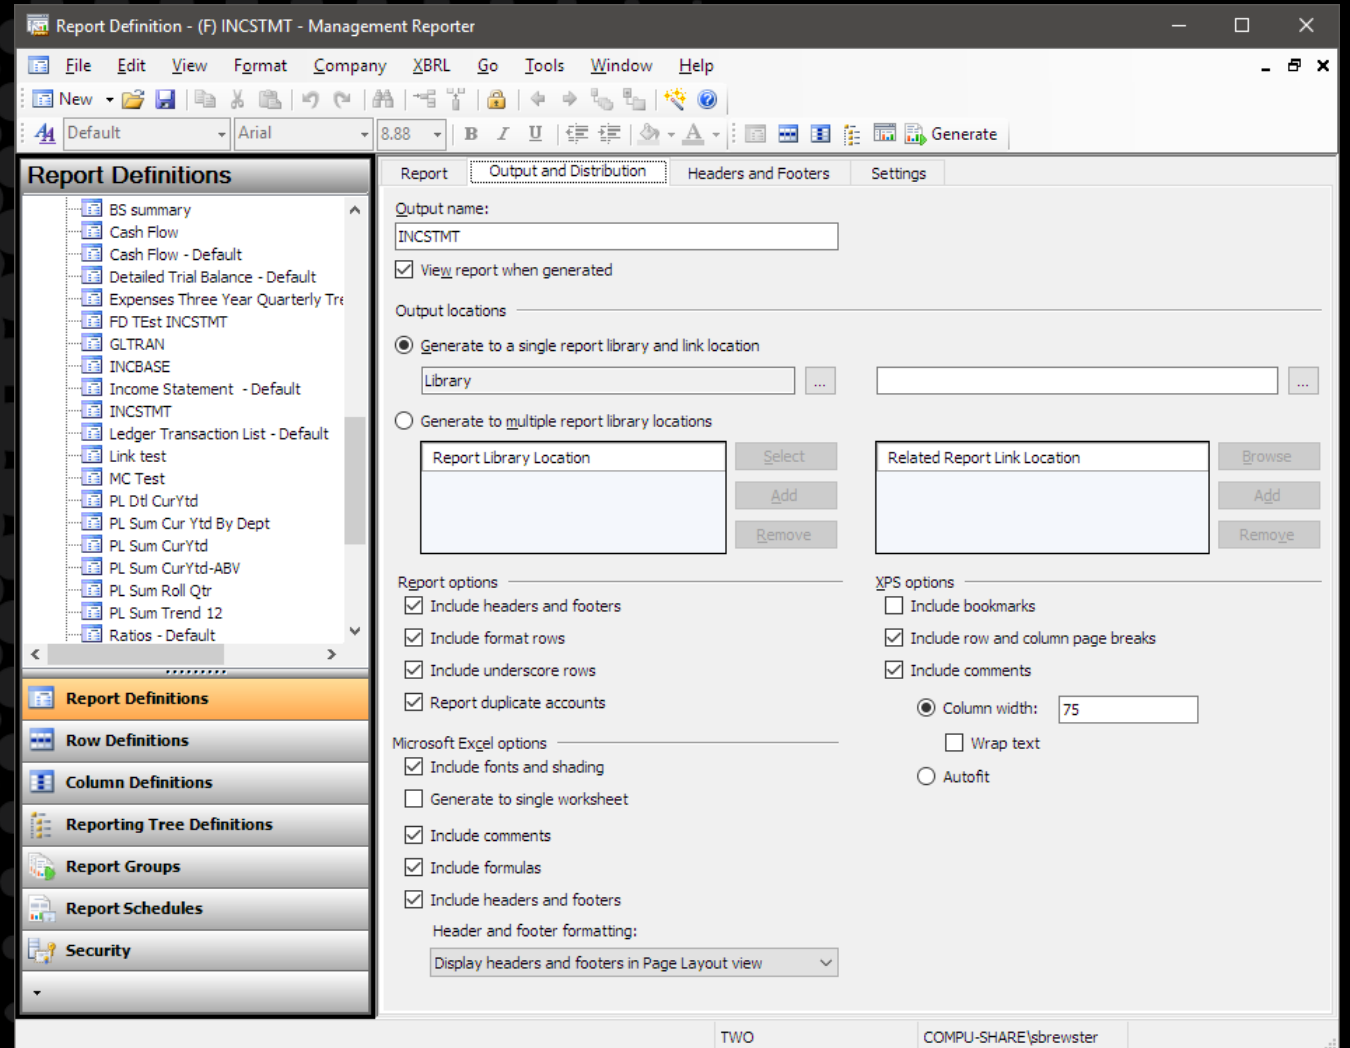 Report Definition - (F) INCSTMT - Management Reporter
File Edit View Format Company XBRL Go Tools Window Help
New
Default Arial 8.88 B I U A Generate
Report Definitions
BS summary
Cash Flow
Cash Flow - Default
Detailed Trial Balance - Default
Expenses Three Year Quarterly Tre
FD TEst INCSTMT
GLTRAN
INCBASE
Income Statement - Default
INCSTMT
Ledger Transaction List - Default
Link test
MC Test
PL Dtl CurYtd
PL Sum Cur Ytd By Dept
PL Sum CurYtd
PL Sum CurYtd-ABV
PL Sum Roll Qtr
PL Sum Trend 12
Ratios - Default
Report Definitions
Row Definitions
Column Definitions
Reporting Tree Definitions
Report Groups
Report Schedules
Security
Report Output and Distribution Headers and Footers Settings
Output name:
INCSTMT
View report when generated
Output locations
Generate to a single report library and link location
Library ... ...
Generate to multiple report library locations
Report Library Location Select Related Report Link Location Browse
Add Add
Remove Remove
Report options
Include headers and footers
Include format rows
Include underscore rows
Report duplicate accounts
Microsoft Excel options
Include fonts and shading
Generate to single worksheet
Include comments
Include formulas
Include headers and footers
Header and footer formatting:
Display headers and footers in Page Layout view
XPS options
Include bookmarks
Include row and column page breaks
Include comments
Column width: 75
Wrap text
Autofit
TWO COMPU-SHARE\sbrewster